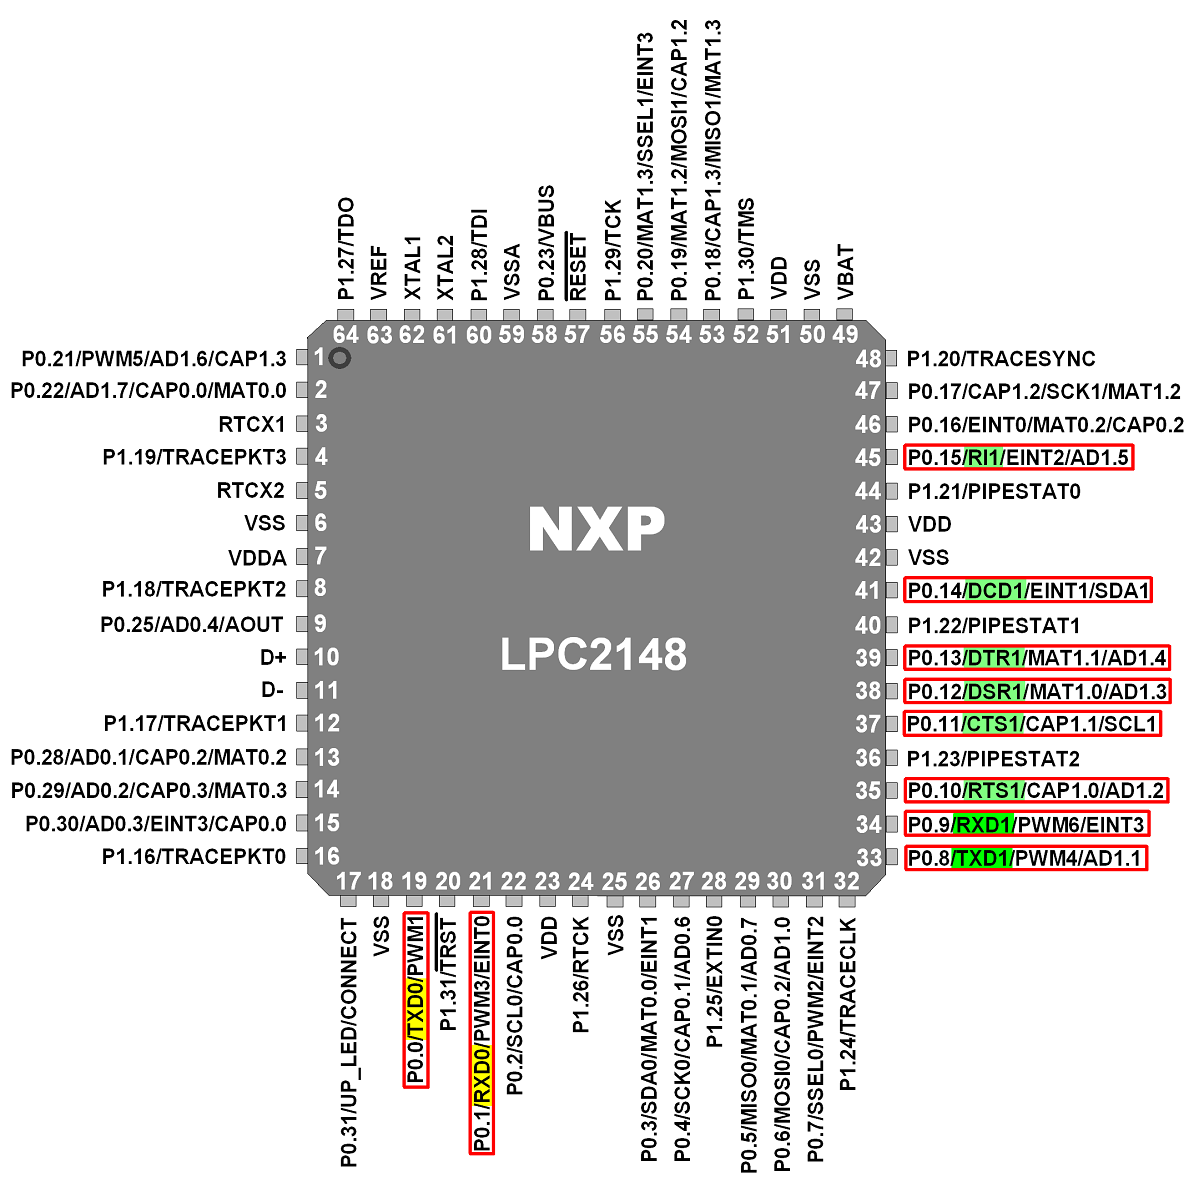 P1.27/TDO
VREF
XTAL1
XTAL2
P1.28/TDI
VSSA
P0.23/VBUS
RESET
P1.29/TCK
P0.20/MAT1.3/SSEL1/EINT3
P0.19/MAT1.2/MOSI1/CAP1.2
P0.18/CAP1.3/MISO1/MAT1.3
P1.30/TMS
VDD
VSS
VBAT
64 63 62 61 60 59 58 57 56 55 54 53 52 51 50 49
P0.21/PWM5/AD1.6/CAP1.3 1
P0.22/AD1.7/CAP0.0/MAT0.0 2
RTCX1 3
P1.19/TRACEPKT3 4
RTCX2 5
VSS 6
VDDA 7
P1.18/TRACEPKT2 8
P0.25/AD0.4/AOUT 9
D+ 10
D- 11
P1.17/TRACEPKT1 12
P0.28/AD0.1/CAP0.2/MAT0.2 13
P0.29/AD0.2/CAP0.3/MAT0.3 14
P0.30/AD0.3/EINT3/CAP0.0 15
P1.16/TRACEPKT0 16
NXP
LPC2148
48 P1.20/TRACESYNC
47 P0.17/CAP1.2/SCK1/MAT1.2
46 P0.16/EINT0/MAT0.2/CAP0.2
45 P0.15/RI1/EINT2/AD1.5
44 P1.21/PIPESTAT0
43 VDD
42 VSS
41 P0.14/DCD1/EINT1/SDA1
40 P1.22/PIPESTAT1
39 P0.13/DTR1/MAT1.1/AD1.4
38 P0.12/DSR1/MAT1.0/AD1.3
37 P0.11/CTS1/CAP1.1/SCL1
36 P1.23/PIPESTAT2
35 P0.10/RTS1/CAP1.0/AD1.2
34 P0.9/RXD1/PWM6/EINT3
33 P0.8/TXD1/PWM4/AD1.1
17 18 19 20 21 22 23 24 25 26 27 28 29 30 31 32
P0.31/UP_LED/CONNECT
VSS
P0.0/TXD0/PWM1
P1.31/TRST
P0.1/RXD0/PWM3/EINT0
P0.2/SCL0/CAP0.0
VDD
P1.26/RTCK
VSS
P0.3/SDA0/MAT0.0/EINT1
P0.4/SCK0/CAP0.1/AD0.6
P1.25/EXTIN0
P0.5/MISO0/MAT0.1/AD0.7
P0.6/MOSI0/CAP0.2/AD1.0
P0.7/SSEL0/PWM2/EINT2
P1.24/TRACECLK